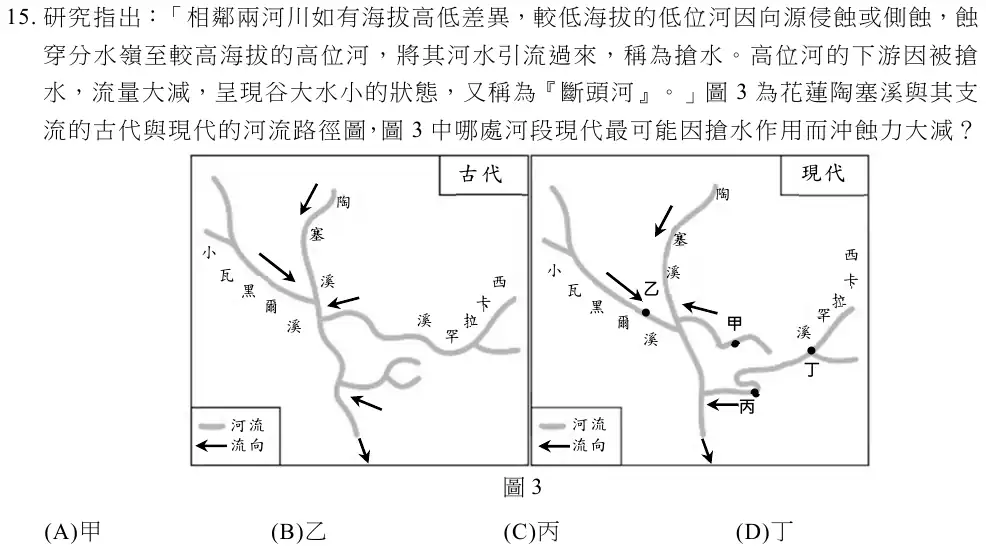 15. 研究指出：「相鄰兩河川如有海拔高低差異，較低海拔的低位河因向源侵蝕或側蝕，蝕
穿分水嶺至較高海拔的高位河，將其河水引流過來，稱為搶水。高位河的下游因被搶
水，流量大減，呈現谷大水小的狀態，又稱為『斷頭河』。」圖 3 為花蓮陶塞溪與其支
流的古代與現代的河流路徑圖，圖 3 中哪處河段現代最可能因搶水作用而沖蝕力大減？
古代
陶塞溪
小瓦黑爾溪
西卡拉罕溪
河流
流向
現代
陶塞溪
小瓦黑爾溪
西卡拉罕溪
乙
甲
丁
丙
河流
流向
圖 3
(A)甲 (B)乙 (C)丙 (D)丁